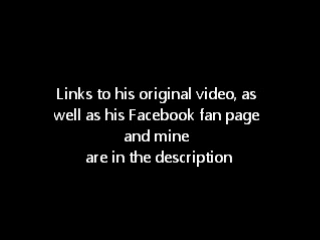 Links to his original video, as
well as his Facebook fan page
and mine
are in the description